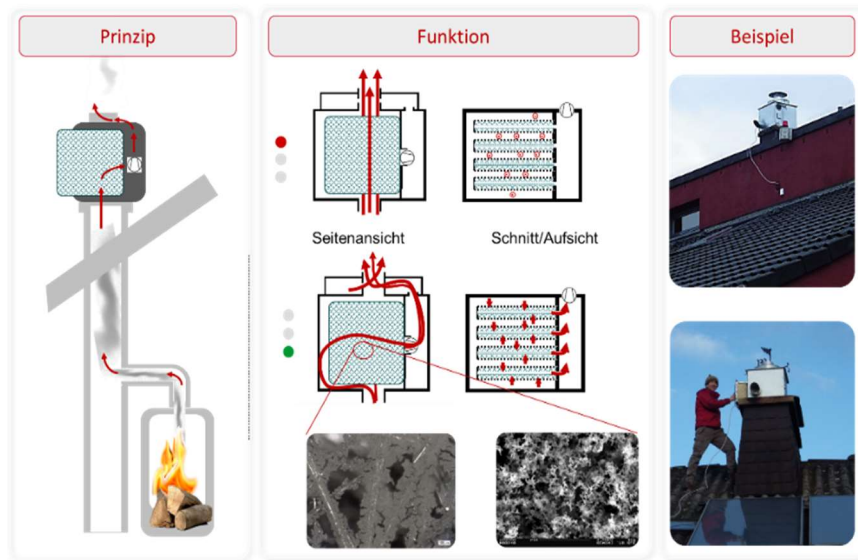 Prinzip
Funktion
Beispiel
Seitenansicht
Schnitt/Aufsicht